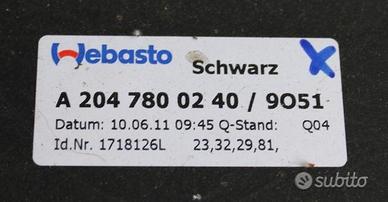 Webasto Schwarz X
A 204 780 02 40 / 9O51
Datum: 10.06.11 09:45 Q-Stand: Q04
Id.Nr. 1718126L 23,32,29,81,
subito